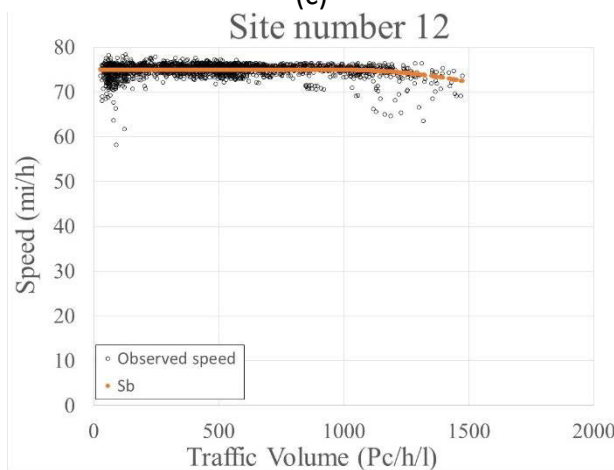 (e)
Site number 12
80
70
60
50
40
30
20
10
0
Speed (mi/h)
Observed speed
Sb
0 500 1000 1500 2000
Traffic Volume (Pc/h/l)